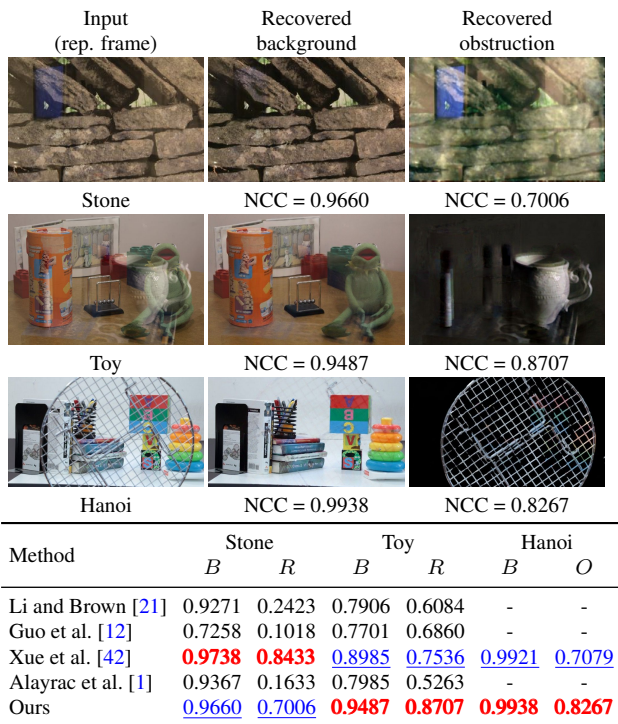 Input Recovered Recovered
(rep. frame) background obstruction
Stone NCC = 0.9660 NCC = 0.7006
Toy NCC = 0.9487 NCC = 0.8707
Hanoi NCC = 0.9938 NCC = 0.8267
Method Stone Toy Hanoi
B R B R B O
Li and Brown [21] 0.9271 0.2423 0.7906 0.6084 - -
Guo et al. [12] 0.7258 0.1018 0.7701 0.6860 - -
Xue et al. [42] 0.9738 0.8433 0.8985 0.7536 0.9921 0.7079
Alayrac et al. [1] 0.9367 0.1633 0.7985 0.5263 - -
Ours 0.9660 0.7006 0.9487 0.8707 0.9938 0.8267